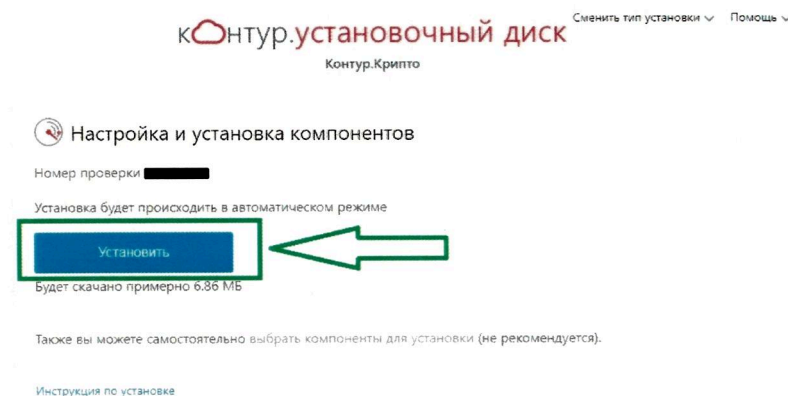 контур.установочный диск
Сменить тип установки
Помощь
Контур.Крипто
Настройка и установка компонентов
Номер проверки
Установка будет происходить в автоматическом режиме
Установить
Будет скачано примерно 6.86 МБ
Также вы можете самостоятельно выбрать компоненты для установки (не рекомендуется).
Инструкция по установке